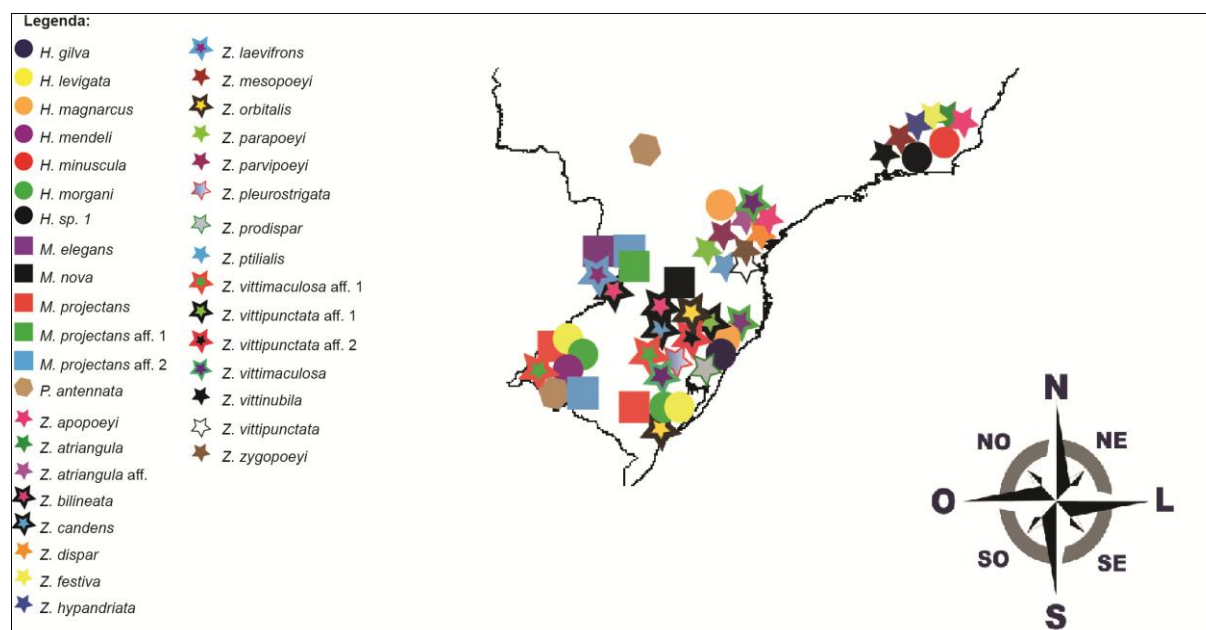 Legenda:
H. gilva
H. levigata
H. magnarcus
H. mendeli
H. minuscula
H. morgani
H. sp. 1
M. elegans
M. nova
M. projectans
M. projectans aff. 1
M. projectans aff. 2
P. antennata
Z. apopoeyi
Z. atriangula
Z. atriangula aff.
Z. bilineata
Z. candens
Z. dispar
Z. festiva
Z. hypandriata
Z. laevifrons
Z. mesopoeyi
Z. orbitalis
Z. parapoeyi
Z. parvipoeyi
Z. pleurostrigata
Z. prodispar
Z. ptilialis
Z. vittimaculosa aff. 1
Z. vittipunctata aff. 1
Z. vittipunctata aff. 2
Z. vittimaculosa
Z. vittinubila
Z. vittipunctata
Z. zygopoeyi
N
NO
NE
O
L
SO
SE
S